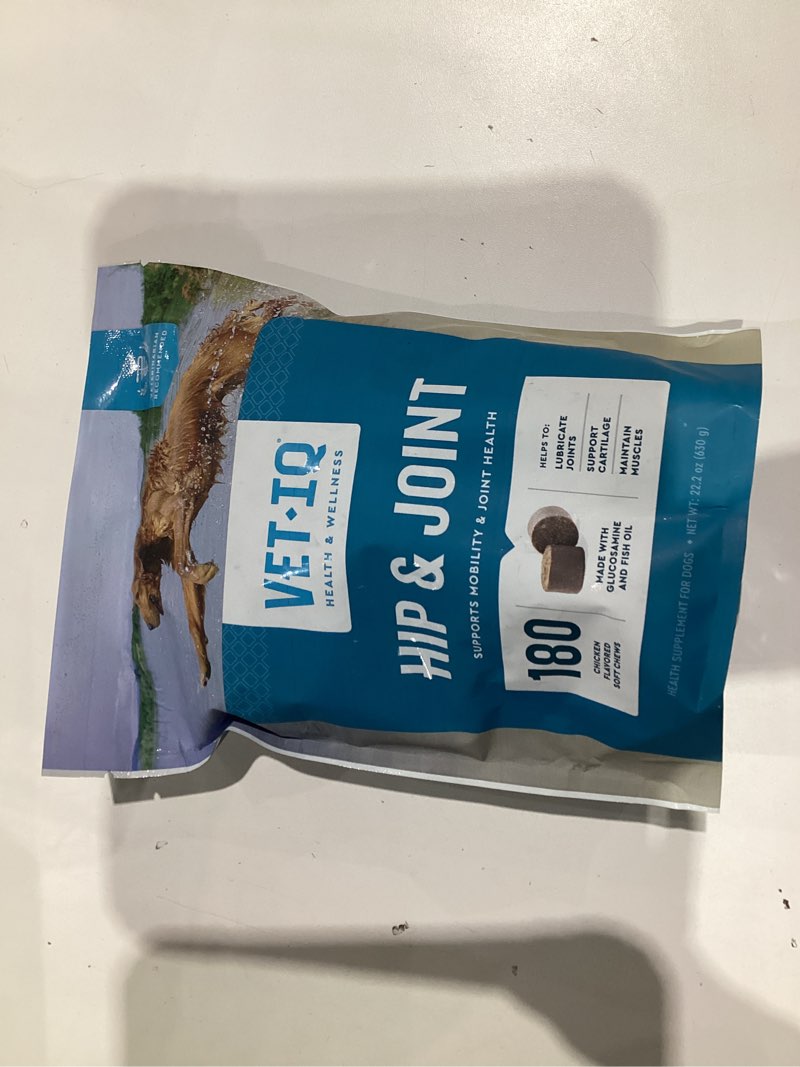 VETERINARIAN
RECOMMENDED
VET•IQ®
HEALTH & WELLNESS
HIP & JOINT
SUPPORTS MOBILITY & JOINT HEALTH
180
CHICKEN
FLAVORED
SOFT CHEWS
MADE WITH
GLUCOSAMINE
AND FISH OIL
HELPS TO:
LUBRICATE
JOINTS
SUPPORT
CARTILAGE
MAINTAIN
MUSCLES
HEALTH SUPPLEMENT FOR DOGS • NET WT: 22.2 oz (630 g)